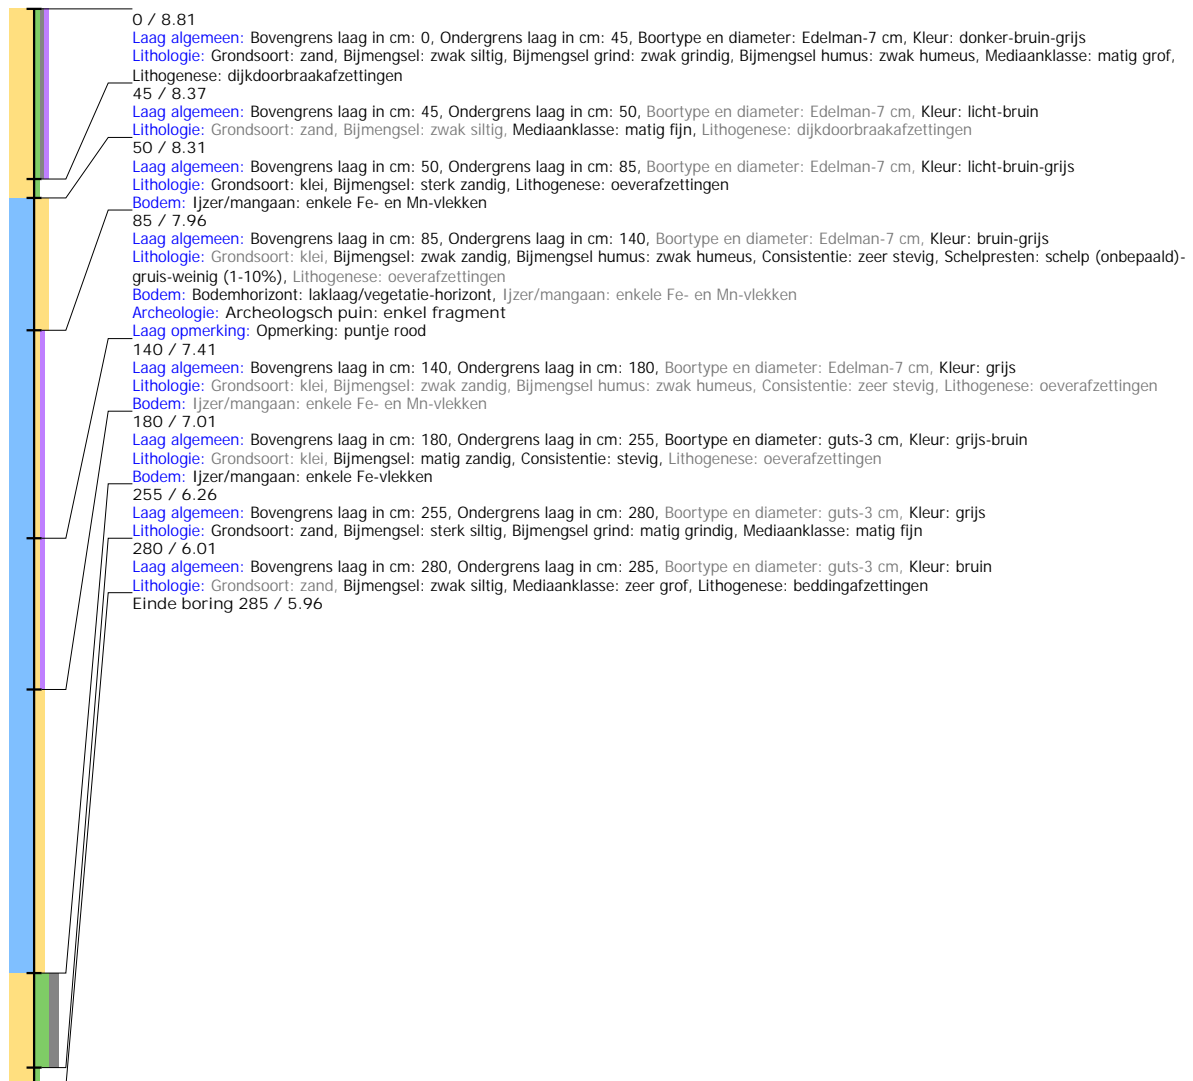 0 / 8.81
Laag algemeen: Bovengrens laag in cm: 0, Ondergrens laag in cm: 45, Boortype en diameter: Edelman-7 cm, Kleur: donker-bruin-grijs
Lithologie: Grondsoort: zand, Bijmengsel: zwak siltig, Bijmengsel grind: zwak grindig, Bijmengsel humus: zwak humeus, Mediaanklasse: matig grof,
Lithogenese: dijkdoorbraakafzettingen
45 / 8.37
Laag algemeen: Bovengrens laag in cm: 45, Ondergrens laag in cm: 50, Boortype en diameter: Edelman-7 cm, Kleur: licht-bruin
Lithologie: Grondsoort: zand, Bijmengsel: zwak siltig, Mediaanklasse: matig fijn, Lithogenese: dijkdoorbraakafzettingen
50 / 8.31
Laag algemeen: Bovengrens laag in cm: 50, Ondergrens laag in cm: 85, Boortype en diameter: Edelman-7 cm, Kleur: licht-bruin-grijs
Lithologie: Grondsoort: klei, Bijmengsel: sterk zandig, Lithogenese: oeverafzettingen
Bodem: Ijzer/mangaan: enkele Fe- en Mn-vlekken
85 / 7.96
Laag algemeen: Bovengrens laag in cm: 85, Ondergrens laag in cm: 140, Boortype en diameter: Edelman-7 cm, Kleur: bruin-grijs
Lithologie: Grondsoort: klei, Bijmengsel: zwak zandig, Bijmengsel humus: zwak humeus, Consistentie: zeer stevig, Schelpresten: schelp (onbepaald)-
gruis-weinig (1-10%), Lithogenese: oeverafzettingen
Bodem: Bodemhorizont: laklaag/vegetatie-horizont, Ijzer/mangaan: enkele Fe- en Mn-vlekken
Archeologie: Archeologsch puin: enkel fragment
Laag opmerking: Opmerking: puntje rood
140 / 7.41
Laag algemeen: Bovengrens laag in cm: 140, Ondergrens laag in cm: 180, Boortype en diameter: Edelman-7 cm, Kleur: grijs
Lithologie: Grondsoort: klei, Bijmengsel: zwak zandig, Bijmengsel humus: zwak humeus, Consistentie: zeer stevig, Lithogenese: oeverafzettingen
Bodem: Ijzer/mangaan: enkele Fe- en Mn-vlekken
180 / 7.01
Laag algemeen: Bovengrens laag in cm: 180, Ondergrens laag in cm: 255, Boortype en diameter: guts-3 cm, Kleur: grijs-bruin
Lithologie: Grondsoort: klei, Bijmengsel: matig zandig, Consistentie: stevig, Lithogenese: oeverafzettingen
Bodem: Ijzer/mangaan: enkele Fe-vlekken
255 / 6.26
Laag algemeen: Bovengrens laag in cm: 255, Ondergrens laag in cm: 280, Boortype en diameter: guts-3 cm, Kleur: grijs
Lithologie: Grondsoort: zand, Bijmengsel: sterk siltig, Bijmengsel grind: matig grindig, Mediaanklasse: matig fijn
280 / 6.01
Laag algemeen: Bovengrens laag in cm: 280, Ondergrens laag in cm: 285, Boortype en diameter: guts-3 cm, Kleur: bruin
Lithologie: Grondsoort: zand, Bijmengsel: zwak siltig, Mediaanklasse: zeer grof, Lithogenese: beddingafzettingen
Einde boring 285 / 5.96